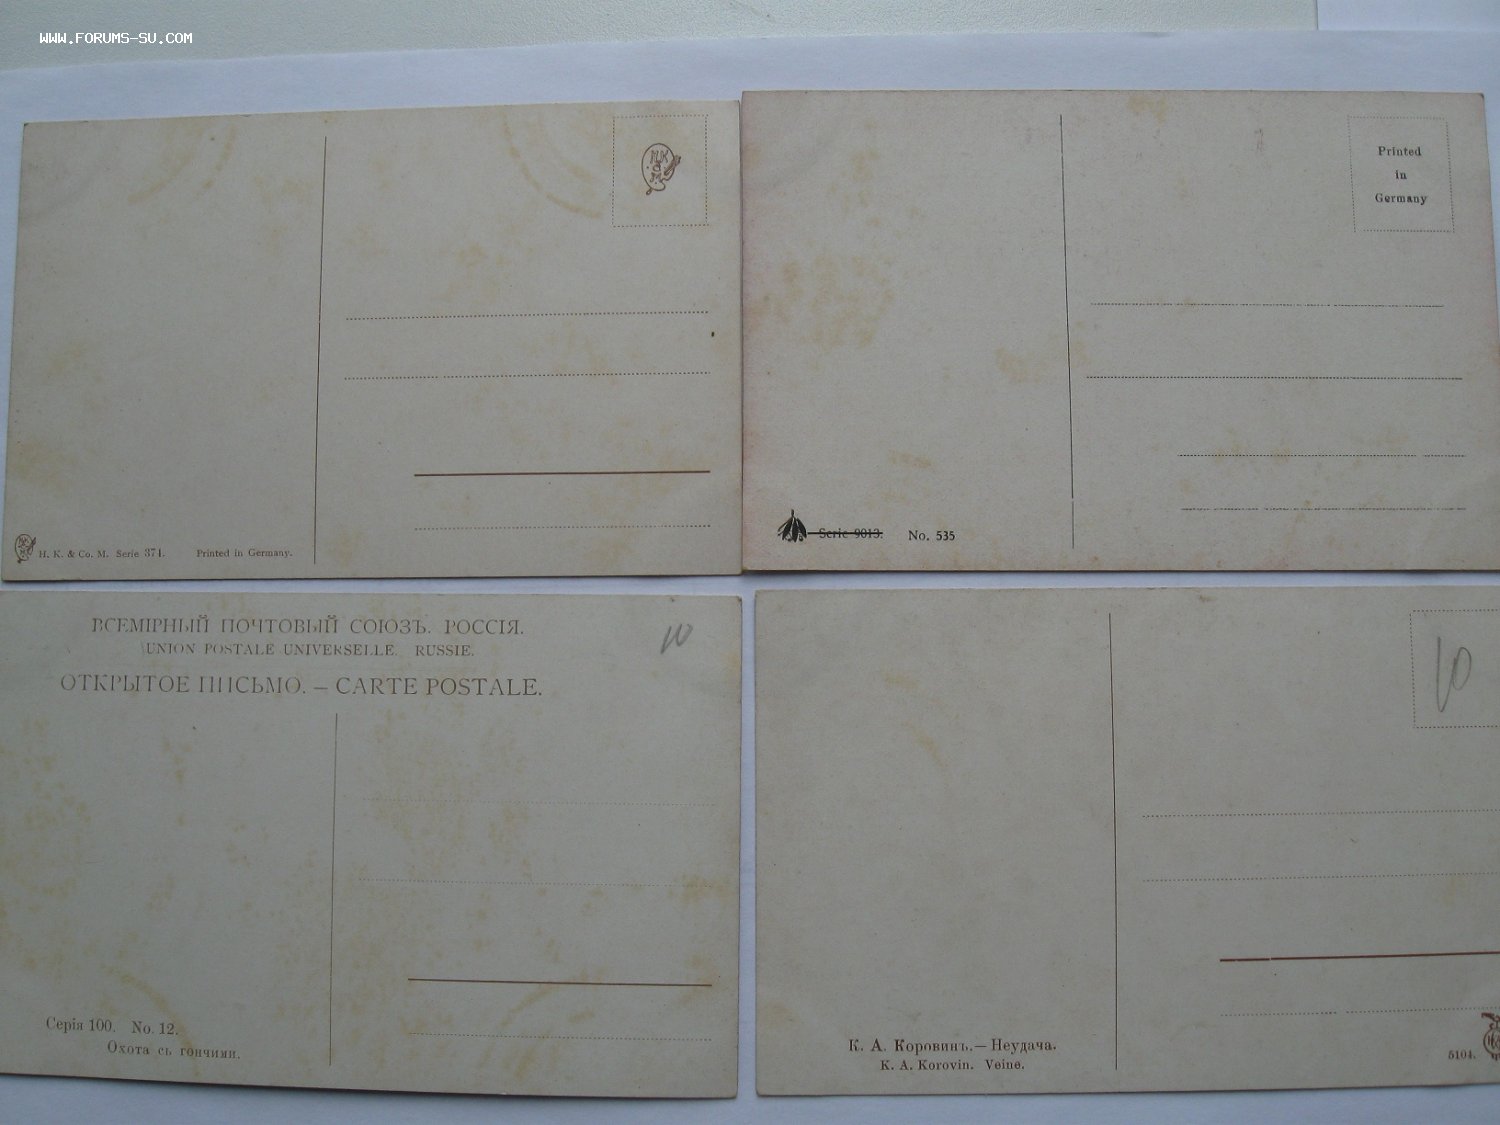 WWW.FORUMS-SU.COM
H K
& 
M
H. K. & Co. M. Serie 371.
Printed in Germany.
Printed
in
Germany
Serie 9013.
No. 535
ВСЕМІРНЫЙ ПОЧТОВЫЙ СОЮЗЪ. РОССІЯ.
UNION POSTALE UNIVERSELLE. RUSSIE.
ОТКРЫТОЕ ПИСЬМО. – CARTE POSTALE.
10
Серія 100. No. 12.
Охота съ гончими.
10
К. А. Коровинъ. – Неудача.
K. A. Korovin. Veine.
5104.